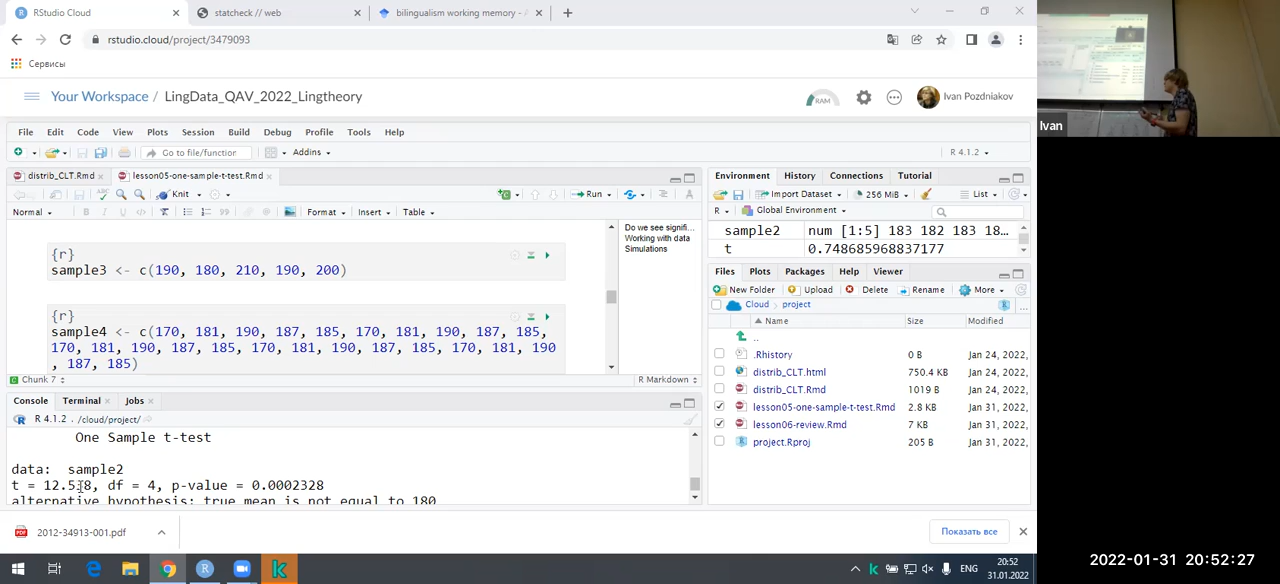 RStudio Cloud
statcheck // web
bilingualism working memory -
rstudio.cloud/project/3479093
Сервисы
Your Workspace / LingData_QAV_2022_Lingtheory
RAM
Ivan Pozdniakov
File Edit Code View Plots Session Build Debug Profile Tools Help
Go to file/function
Addins
R 4.1.2
distrib_CLT.Rmd
lesson05-one-sample-t-test.Rmd
Knit
Run
Normal
B I U
Format
Insert
Table
{r}
sample3 <- c(190, 180, 210, 190, 200)
{r}
sample4 <- c(170, 181, 190, 187, 185, 170, 181, 190, 187, 185,
170, 181, 190, 187, 185, 170, 181, 190, 187, 185, 170, 181, 190
, 187, 185)
Do we see signifi...
Working with data
Simulations
Chunk 7
R Markdown
Console Terminal Jobs
R 4.1.2 . /cloud/project/
One Sample t-test
data: sample2
t = 12.5 8, df = 4, p-value = 0.0002328
alternative hypothesis: true mean is not equal to 180
Environment History Connections Tutorial
Import Dataset
256 MiB
List
R
Global Environment
sample2 num [1:5] 183 182 183 18...
t 0.748685968837177
Files Plots Packages Help Viewer
New Folder Upload Delete Rename More
Cloud project
Name Size Modified
..
.Rhistory 0 B Jan 24, 2022,
distrib_CLT.html 750.4 KB Jan 24, 2022,
distrib_CLT.Rmd 1019 B Jan 24, 2022,
lesson05-one-sample-t-test.Rmd 2.8 KB Jan 31, 2022,
lesson06-review.Rmd 7 KB Jan 31, 2022,
project.Rproj 205 B Jan 31, 2022,
2012-34913-001.pdf
Показать все
ENG
20:52
31.01.2022
Ivan
2022-01-31 20:52:27